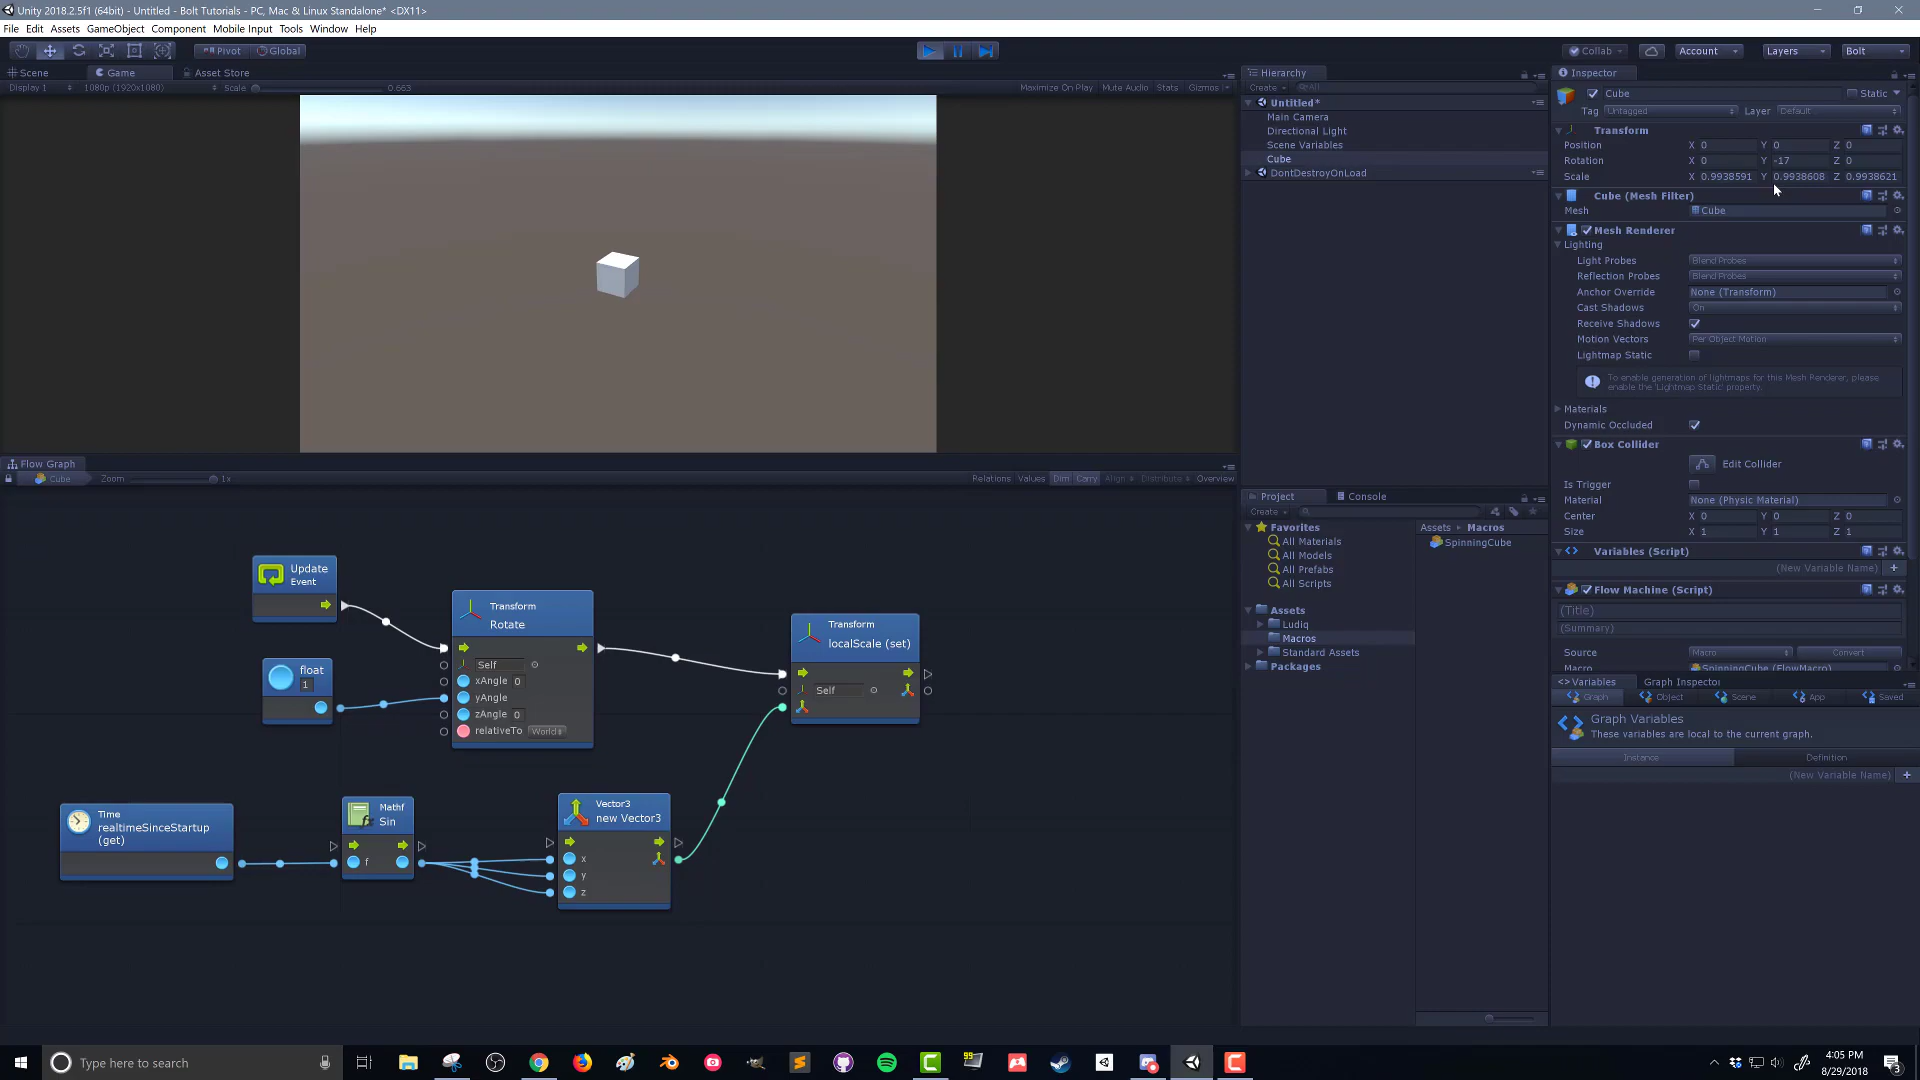 Unity 2018.2.5f1 (64bit) - Untitled - Bolt Tutorials - PC, Mac & Linux Standalone* <DX11>
File Edit Assets GameObject Component Mobile Input Tools Window Help
Pivot Global Collab Account Layers Bolt
Scene Game Asset Store
Display 1 1080p (1920x1080) Scale 0.663 Maximize On Play Mute Audio Stats Gizmos
Hierarchy
Create All
Untitled*
Main Camera
Directional Light
Scene Variables
Cube
DontDestroyOnLoad
Inspector
Cube Static
Tag Untagged Layer Default
Transform
Position X 0 Y 0 Z 0
Rotation X 0 Y -17 Z 0
Scale X 0.9938591 Y 0.9938608 Z 0.9938621
Cube (Mesh Filter)
Mesh Cube
Mesh Renderer
Lighting
Light Probes Blend Probes
Reflection Probes Blend Probes
Anchor Override None (Transform)
Cast Shadows On
Receive Shadows
Motion Vectors Per Object Motion
Lightmap Static
To enable generation of lightmaps for this Mesh Renderer, please
enable the 'Lightmap Static' property.
Materials
Dynamic Occluded
Box Collider
Edit Collider
Is Trigger
Material None (Physic Material)
Center X 0 Y 0 Z 0
Size X 1 Y 1 Z 1
Variables (Script)
(New Variable Name)
Flow Machine (Script)
(Title)
(Summary)
Source Macro Convert
Macro SpinningCube (FlowMacro)
Variables Graph Inspector
Graph Object Scene App Saved
Graph Variables
These variables are local to the current graph.
Instance Definition
(New Variable Name)
Flow Graph
Cube Zoom 1x Relations Values Dim Carry Align Distribute Overview
Update
Event
float
1
Transform
Rotate
Self
xAngle 0
yAngle
zAngle 0
relativeTo World
Transform
localScale (set)
Self
Time
realtimeSinceStartup
(get)
Mathf
Sin
f
Vector3
new Vector3
x
y
z
Project Console
Create
Favorites
All Materials
All Models
All Prefabs
All Scripts
Assets
Ludiq
Macros
Standard Assets
Packages
Assets Macros
SpinningCube
Type here to search
99
4:05 PM
8/29/2018
3